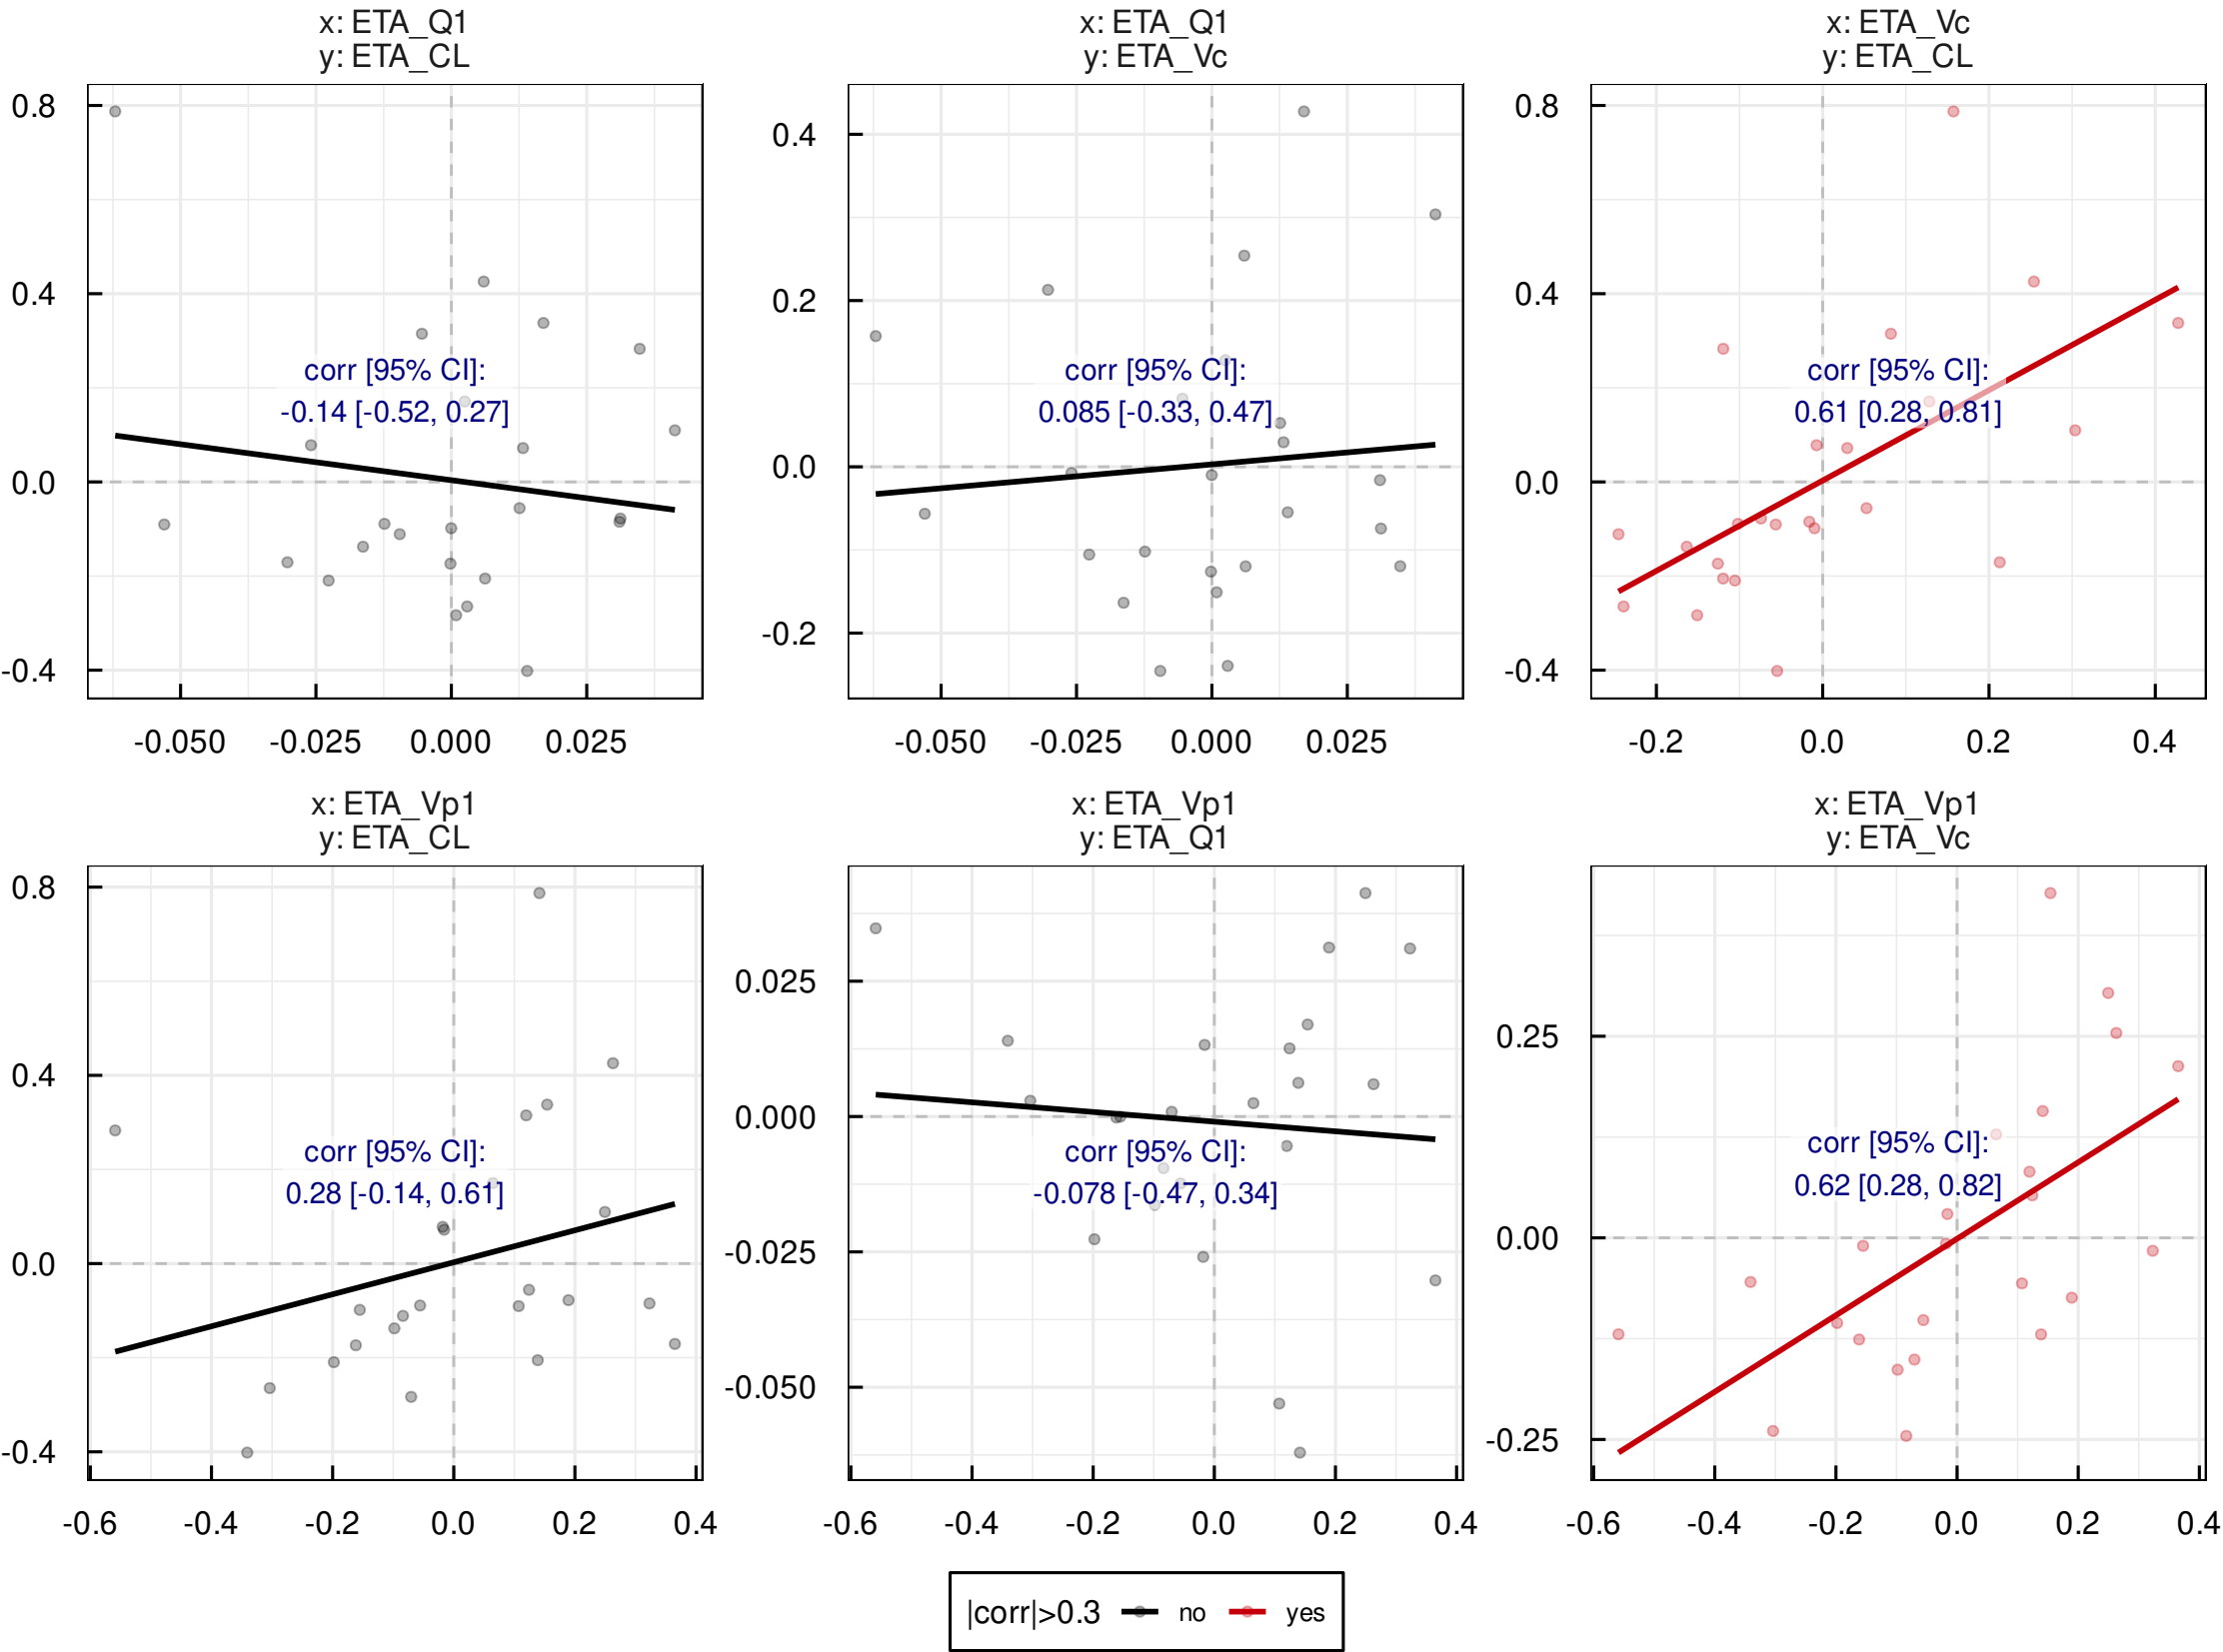 x: ETA_Q1
y: ETA_CL
x: ETA_Q1
y: ETA_Vc
x: ETA_Vc
y: ETA_CL
0.8
0.4
0.0
-0.4
corr [95% CI]:
-0.14 [-0.52, 0.27]
-0.050 -0.025 0.000 0.025
0.4
0.2
0.0
-0.2
corr [95% CI]:
0.085 [-0.33, 0.47]
-0.050 -0.025 0.000 0.025
0.8
0.4
0.0
-0.4
corr [95% CI]:
0.61 [0.28, 0.81]
-0.2 0.0 0.2 0.4
x: ETA_Vp1
y: ETA_CL
x: ETA_Vp1
y: ETA_Q1
x: ETA_Vp1
y: ETA_Vc
0.8
0.4
0.0
-0.4
corr [95% CI]:
0.28 [-0.14, 0.61]
-0.6 -0.4 -0.2 0.0 0.2 0.4
0.025
0.000
-0.025
-0.050
corr [95% CI]:
-0.078 [-0.47, 0.34]
-0.6 -0.4 -0.2 0.0 0.2 0.4
0.25
0.00
-0.25
corr [95% CI]:
0.62 [0.28, 0.82]
-0.6 -0.4 -0.2 0.0 0.2 0.4
|corr|>0.3 no yes